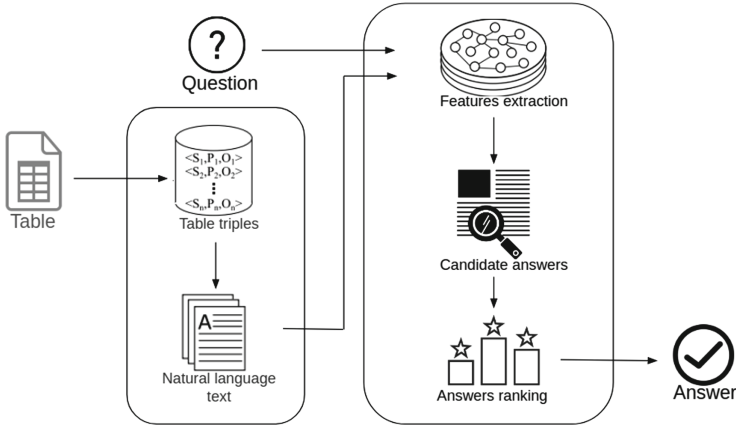 ?
Question
Table
<S₁,P₁,O₁>
<S₂,P₂,O₂>
⋮
<Sₙ,Pₙ,Oₙ>
Table triples
A
Natural language
text
Features extraction
Candidate answers
Answers ranking
Answer